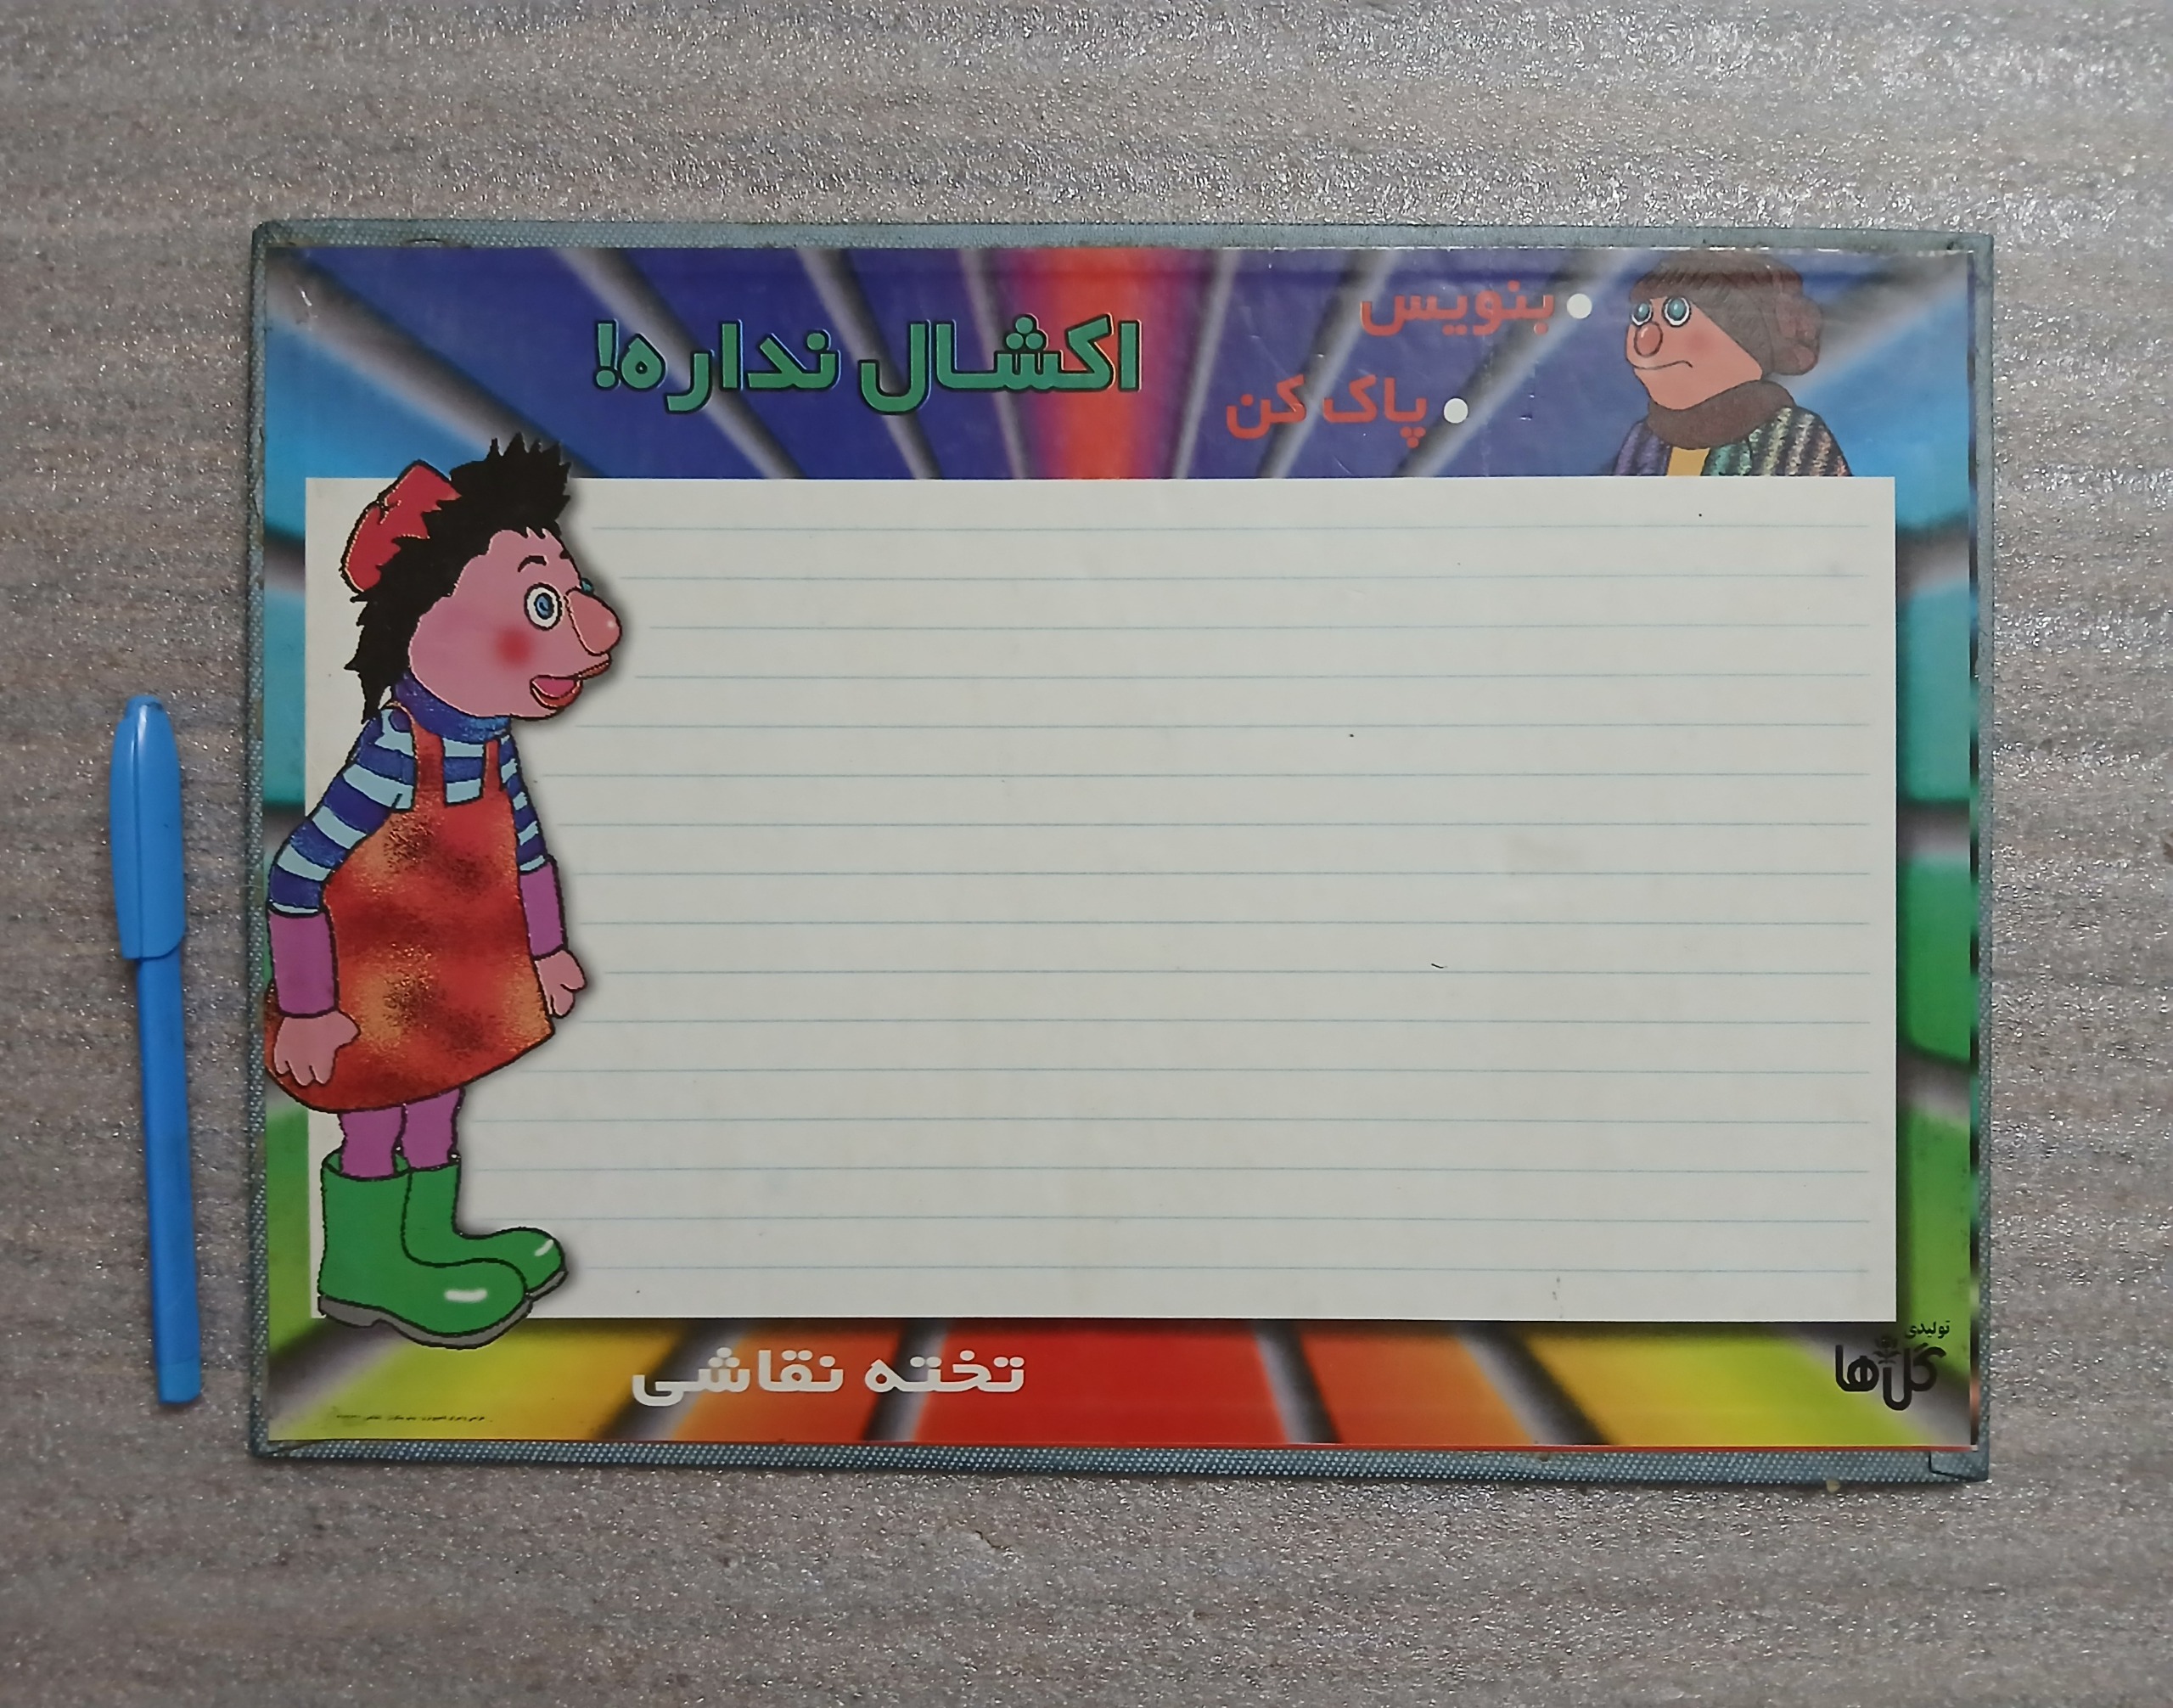 بنویس
پاک کن
اکشال نداره!
تخته نقاشی
تولیدی
گل‌ها